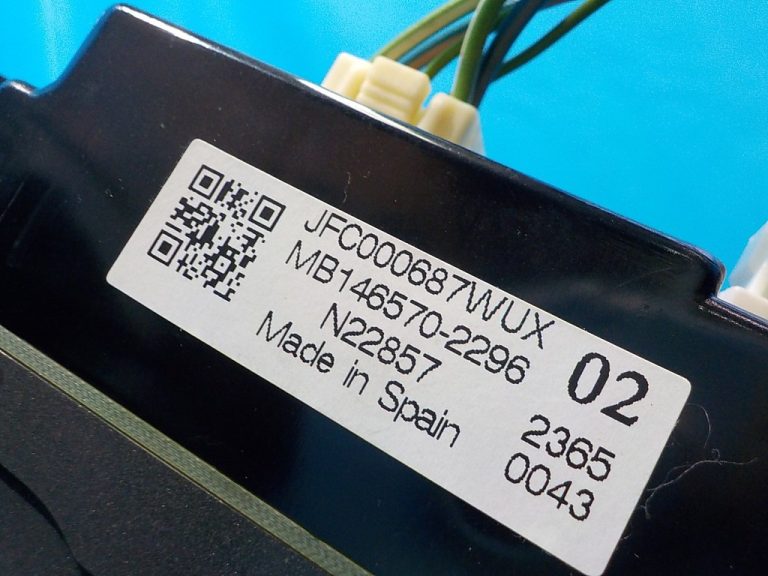 JFC000687WUX
MB146570-2296
N22857
02
Made in Spain
2365
0043